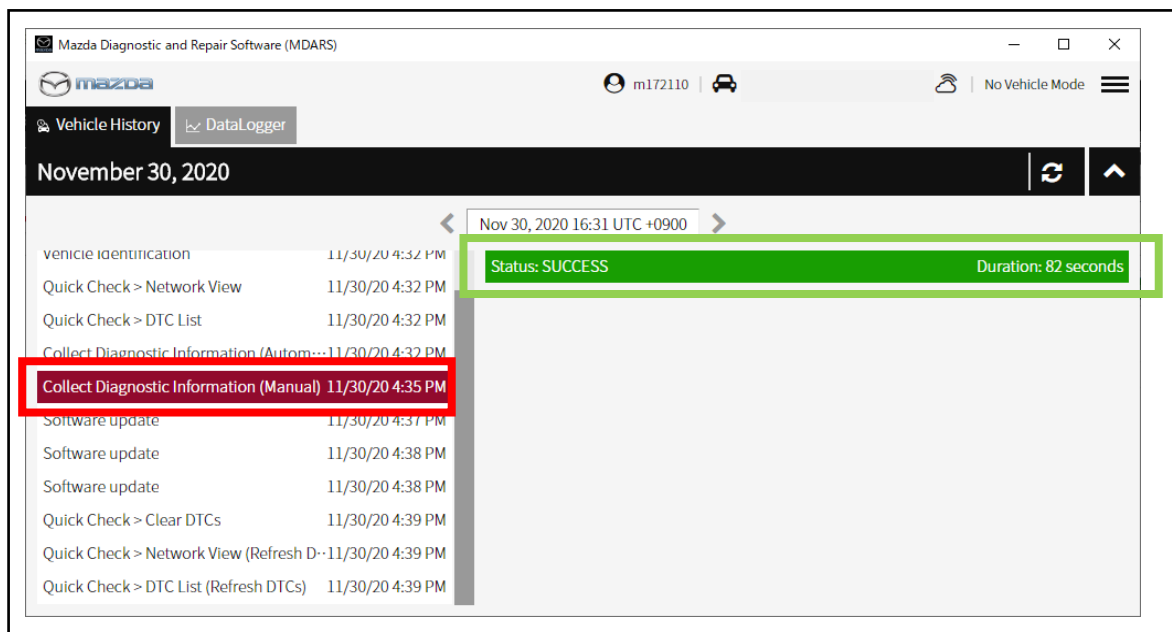 Mazda Diagnostic and Repair Software (MDARS)
mazda m172110 No Vehicle Mode
Vehicle History DataLogger
November 30, 2020
Nov 30, 2020 16:31 UTC +0900
Vehicle Identification 11/30/20 4:32 PM
Status: SUCCESS Duration: 82 seconds
Quick Check > Network View 11/30/20 4:32 PM
Quick Check > DTC List 11/30/20 4:32 PM
Collect Diagnostic Information (Autom··· 11/30/20 4:32 PM
Collect Diagnostic Information (Manual) 11/30/20 4:35 PM
Software update 11/30/20 4:37 PM
Software update 11/30/20 4:38 PM
Software update 11/30/20 4:38 PM
Quick Check > Clear DTCs 11/30/20 4:39 PM
Quick Check > Network View (Refresh D·· 11/30/20 4:39 PM
Quick Check > DTC List (Refresh DTCs) 11/30/20 4:39 PM